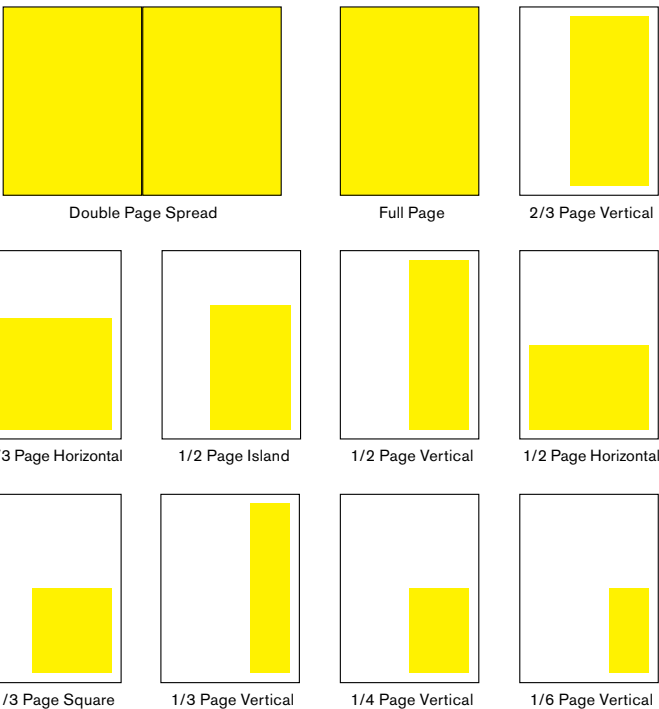 Double Page Spread
Full Page
2/3 Page Vertical
/3 Page Horizontal
1/2 Page Island
1/2 Page Vertical
1/2 Page Horizontal
/3 Page Square
1/3 Page Vertical
1/4 Page Vertical
1/6 Page Vertical